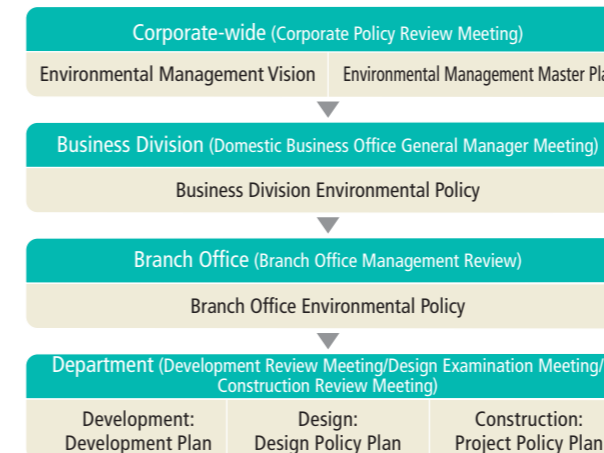 Corporate-wide (Corporate Policy Review Meeting)
Environmental Management Vision
Environmental Management Master
Business Division (Domestic Business Office General Manager Meeting)
Business Division Environmental Policy
Branch Office (Branch Office Management Review)
Branch Office Environmental Policy
Department (Development Review Meeting/Design Examination Meeting/
Construction Review Meeting)
Development:
Development Plan
Design:
Design Policy Plan
Construction:
Project Policy Plan